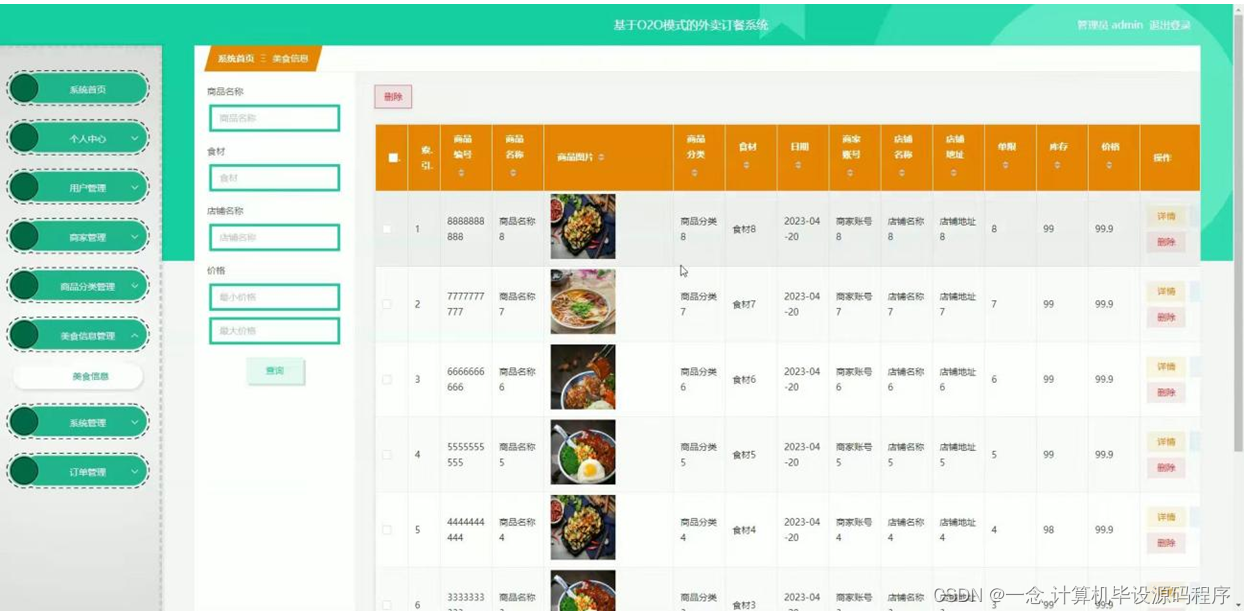 基于O2O模式的外卖订餐系统
管理员 admin 退出登录
系统首页
个人中心
用户管理
商家管理
商品分类管理
美食信息管理
美食信息
系统管理
订单管理
系统首页 三 美食信息
商品名称
商品名称
食材
食材
店铺名称
店铺名称
价格
最小价格
最大价格
查询
删除
索引 商品编号 商品名称 商品图片 商品分类 食材 日期 商家账号 店铺名称 店铺地址 单限 库存 价格 操作
1 8888888888 商品名称8 商品分类8 食材8 2023-04-20 商家账号8 店铺名称8 店铺地址8 8 99 99.9 详情 删除
2 7777777777 商品名称7 商品分类7 食材7 2023-04-20 商家账号7 店铺名称7 店铺地址7 7 99 99.9 详情 删除
3 6666666666 商品名称6 商品分类6 食材6 2023-04-20 商家账号6 店铺名称6 店铺地址6 6 99 99.9 详情 删除
4 5555555555 商品名称5 商品分类5 食材5 2023-04-20 商家账号5 店铺名称5 店铺地址5 5 99 99.9 详情 删除
5 4444444444 商品名称4 商品分类4 食材4 2023-04-20 商家账号4 店铺名称4 店铺地址4 4 98 99.9 详情 删除
6 3333333 商品名称 商品分类 食材3 2023-04 商家账号 店铺名称 店铺地址 3 99 99.9
CSDN @一念_计算机毕设源码程序